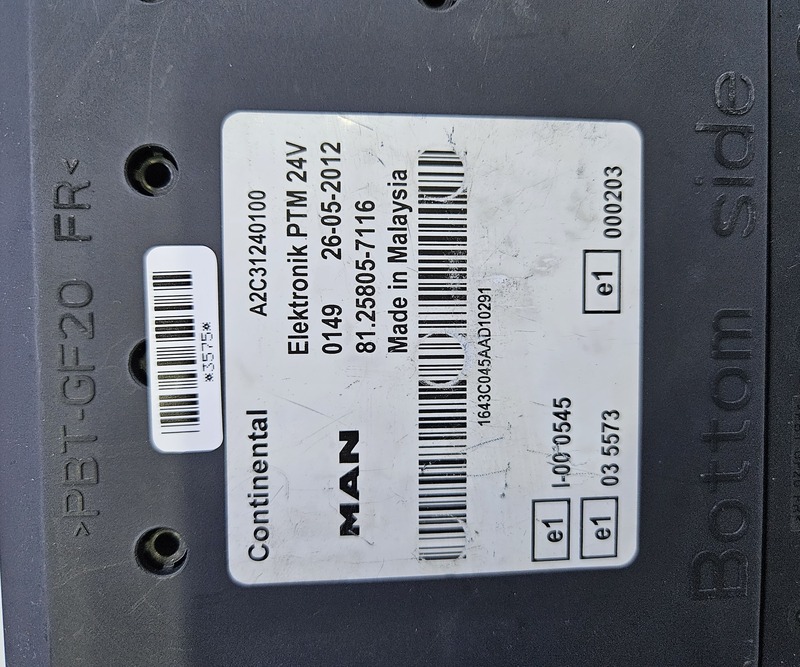 >PBT-GF20 FR<
*3575*
Continental
A2C31240100
Elektronik PTM 24V
0149 26-05-2012
MAN
81.25805-7116
Made in Malaysia
1643C045AAD10291
e1 I-00 0545
e1 03 5573
e1 000203
Bottom side